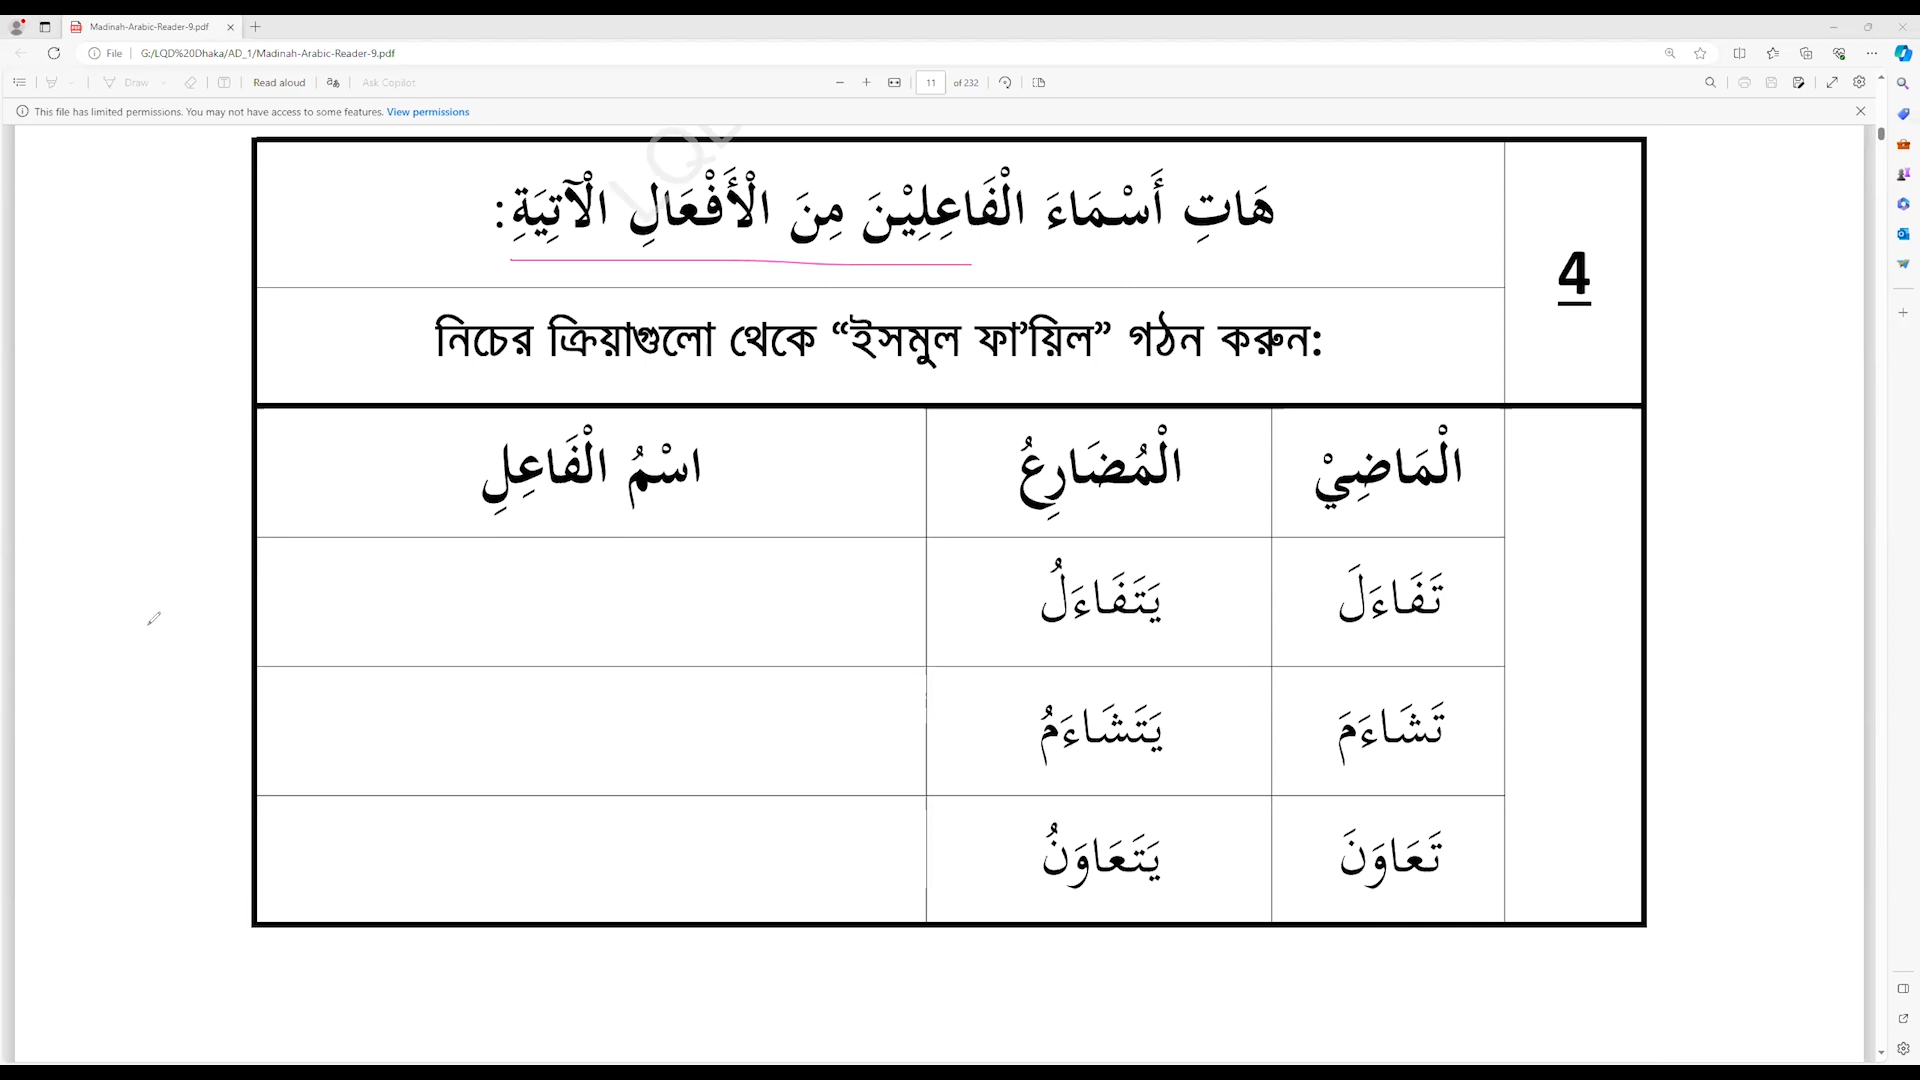 Madinah-Arabic-Reader-9.pdf
File G:/LQD%20Dhaka/AD_1/Madinah-Arabic-Reader-9.pdf
Draw Read aloud Ask Copilot 11 of 232
This file has limited permissions. You may not have access to some features. View permissions
هَاتِ أَسْمَاءَ الْفَاعِلِيْنَ مِنَ الْأَفْعَالِ الْآتِيَةِ:
4
নিচের ক্রিয়াগুলো থেকে “ইসমুল ফা’য়িল” গঠন করুন:
الْمَاضِيْ الْمُضَارِعُ اسْمُ الْفَاعِلِ
تَفَاءَلَ يَتَفَاءَلُ
تَشَاءَمَ يَتَشَاءَمُ
تَعَاوَنَ يَتَعَاوَنُ